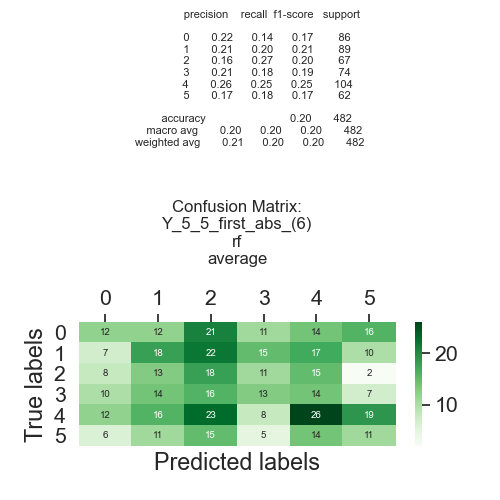 precision recall f1-score support
0 0.22 0.14 0.17 86
1 0.21 0.20 0.21 89
2 0.16 0.27 0.20 67
3 0.21 0.18 0.19 74
4 0.26 0.25 0.25 104
5 0.17 0.18 0.17 62
accuracy 0.20 482
macro avg 0.20 0.20 0.20 482
weighted avg 0.21 0.20 0.20 482
Confusion Matrix:
Y_5_5_first_abs_(6)
rf
average
0 1 2 3 4 5
0 12 12 21 11 14 16
1 7 18 22 15 17 10
2 8 13 18 11 15 2
3 10 14 16 13 14 7
4 12 16 23 8 26 19
5 6 11 15 5 14 11
True labels
Predicted labels
20
10